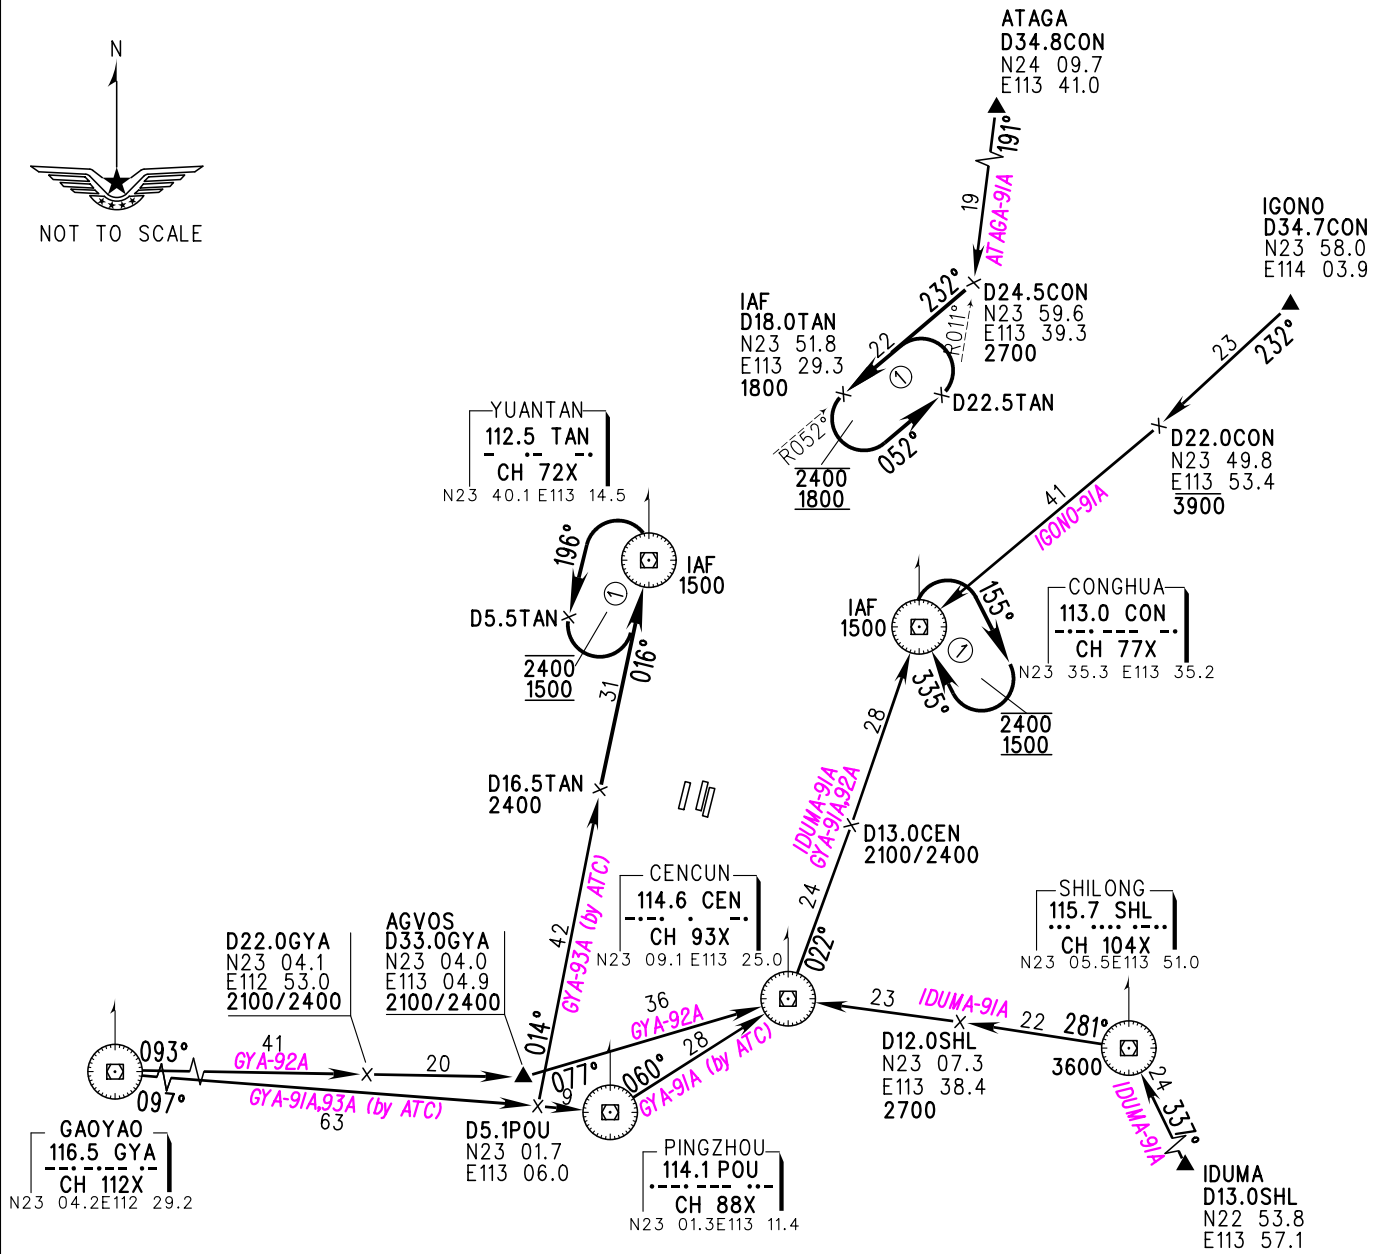 ATAGA
D34.8CON
N24 09.7
E113 41.0
N
NOT TO SCALE
191°
19
ATAGA-91A
IGONO
D34.7CON
N23 58.0
E114 03.9
23
232°
IAF
D18.0TAN
N23 51.8
E113 29.3
1800
232°
22
R011°
1
D24.5CON
N23 59.6
E113 39.3
2700
D22.5TAN
R052°
052°
2400
1800
D22.0CON
N23 49.8
E113 53.4
3900
41
IGONO-91A
YUANTAN
112.5 TAN
CH 72X
N23 40.1 E113 14.5
196°
IAF
1500
1
D5.5TAN
2400
1500
016°
31
IAF
1500
155°
1
335°
2400
1500
CONGHUA
113.0 CON
CH 77X
N23 35.3 E113 35.2
28
D16.5TAN
2400
IDUMA-91A
GYA-91A,92A
D13.0CEN
2100/2400
24
022°
CENCUN
114.6 CEN
CH 93X
N23 09.1 E113 25.0
SHILONG
115.7 SHL
CH 104X
N23 05.5E113 51.0
42
GYA-93A (by ATC)
014°
D22.0GYA
N23 04.1
E112 53.0
2100/2400
AGVOS
D33.0GYA
N23 04.0
E113 04.9
2100/2400
36
GYA-92A
28
GYA-91A (by ATC)
077°
060°
9
23
IDUMA-91A
22
281°
3600
D12.0SHL
N23 07.3
E113 38.4
2700
24
337°
IDUMA-91A
093°
41
GYA-92A
20
097°
GYA-91A,93A (by ATC)
63
GAOYAO
116.5 GYA
CH 112X
N23 04.2E112 29.2
D5.1POU
N23 01.7
E113 06.0
PINGZHOU
114.1 POU
CH 88X
N23 01.3E113 11.4
IDUMA
D13.0SHL
N22 53.8
E113 57.1